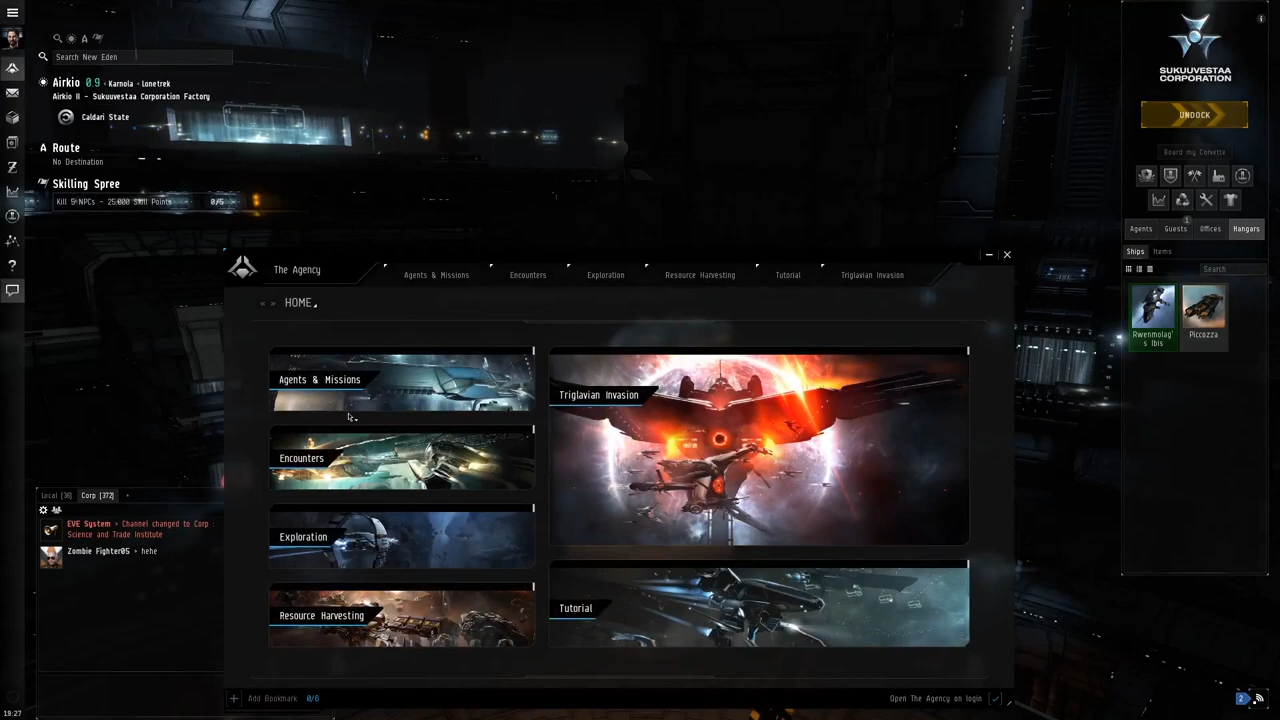 Search New Eden
Airkio 0.9 ‹ Karnola ‹ Lonetrek
Airkio II - Sukuuvestaa Corporation Factory
Caldari State
Route
No Destination
Skilling Spree
Kill 5 NPCs - 25,000 Skill Points 0/5
The Agency
Agents & Missions
Encounters
Exploration
Resource Harvesting
Tutorial
Triglavian Invasion
« » HOME
Agents & Missions
Encounters
Exploration
Resource Harvesting
Triglavian Invasion
Tutorial
+ Add Bookmark 0/6
Open The Agency on login
Local [36] Corp [372] +
EVE System > Channel changed to Corp :
Science and Trade Institute
Zombie Fighter05 > hehe
19:27
SUKUUVESTAA
CORPORATION
UNDOCK
Board my Corvette
1
Agents Guests Offices Hangars
Ships Items
Search
Rwenmolag'
s Ibis
Piccozza
2